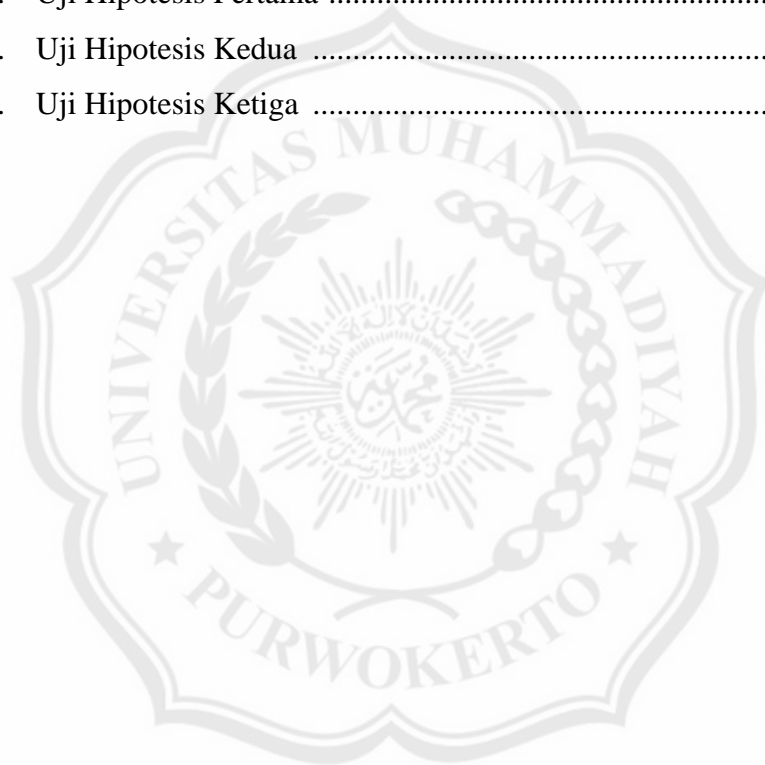 . Uji Hipotesis Pertama ........................................................
. Uji Hipotesis Kedua .........................................................
. Uji Hipotesis Ketiga .........................................................
UNIVERSITAS MUHAMMADIYAH
★ PURWOKERTO ★